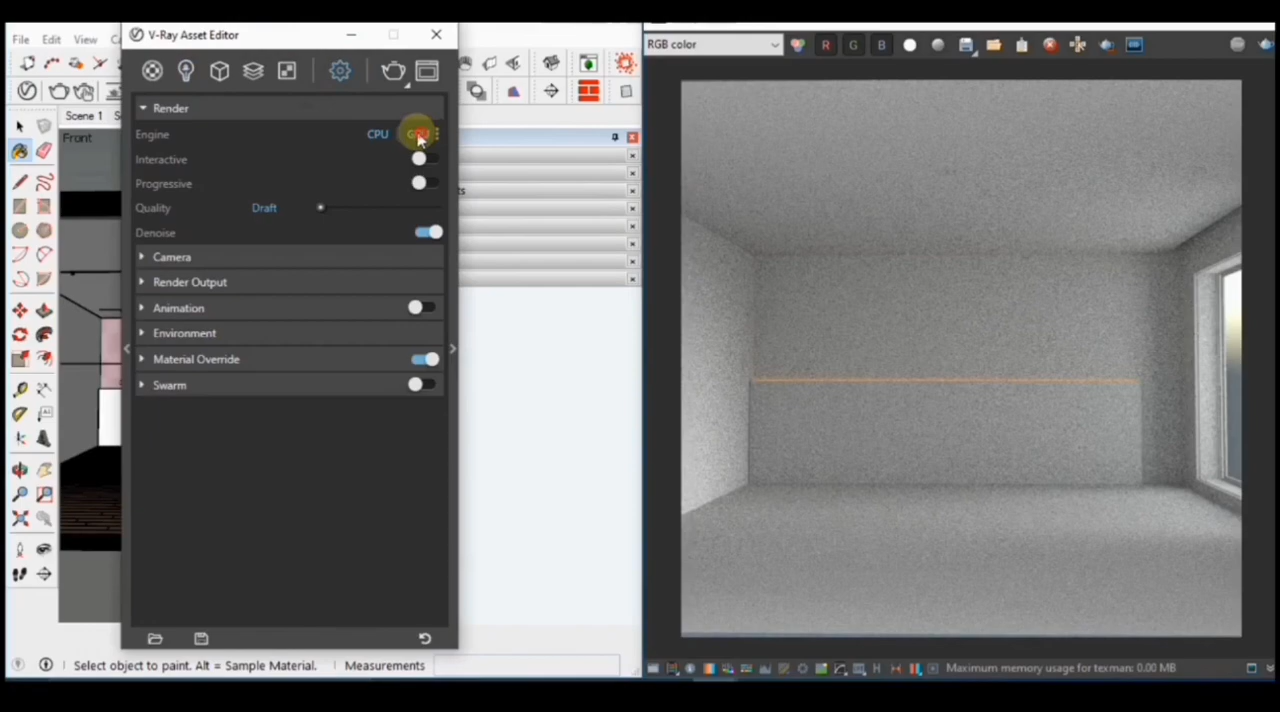 V-Ray Asset Editor
File Edit View
RGB color
R G B
Render
Scene 1
Engine CPU
Front
Interactive
Progressive
Quality Draft
Denoise
Camera
Render Output
Animation
Environment
Material Override
Swarm
Select object to paint. Alt = Sample Material. Measurements
Maximum memory usage for texman: 0.00 MB